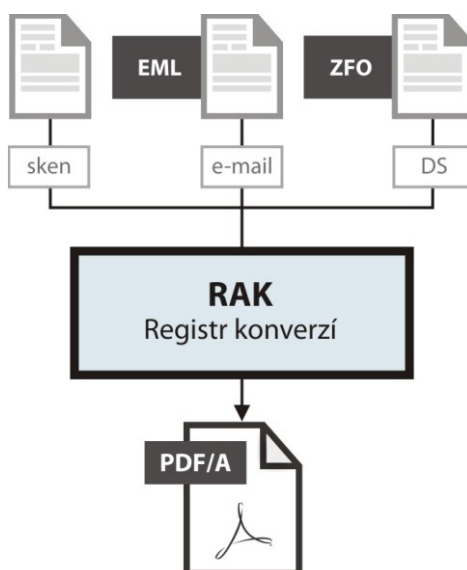 EML
ZFO
sken
e-mail
DS
RAK
Registr konverzí
PDF/A